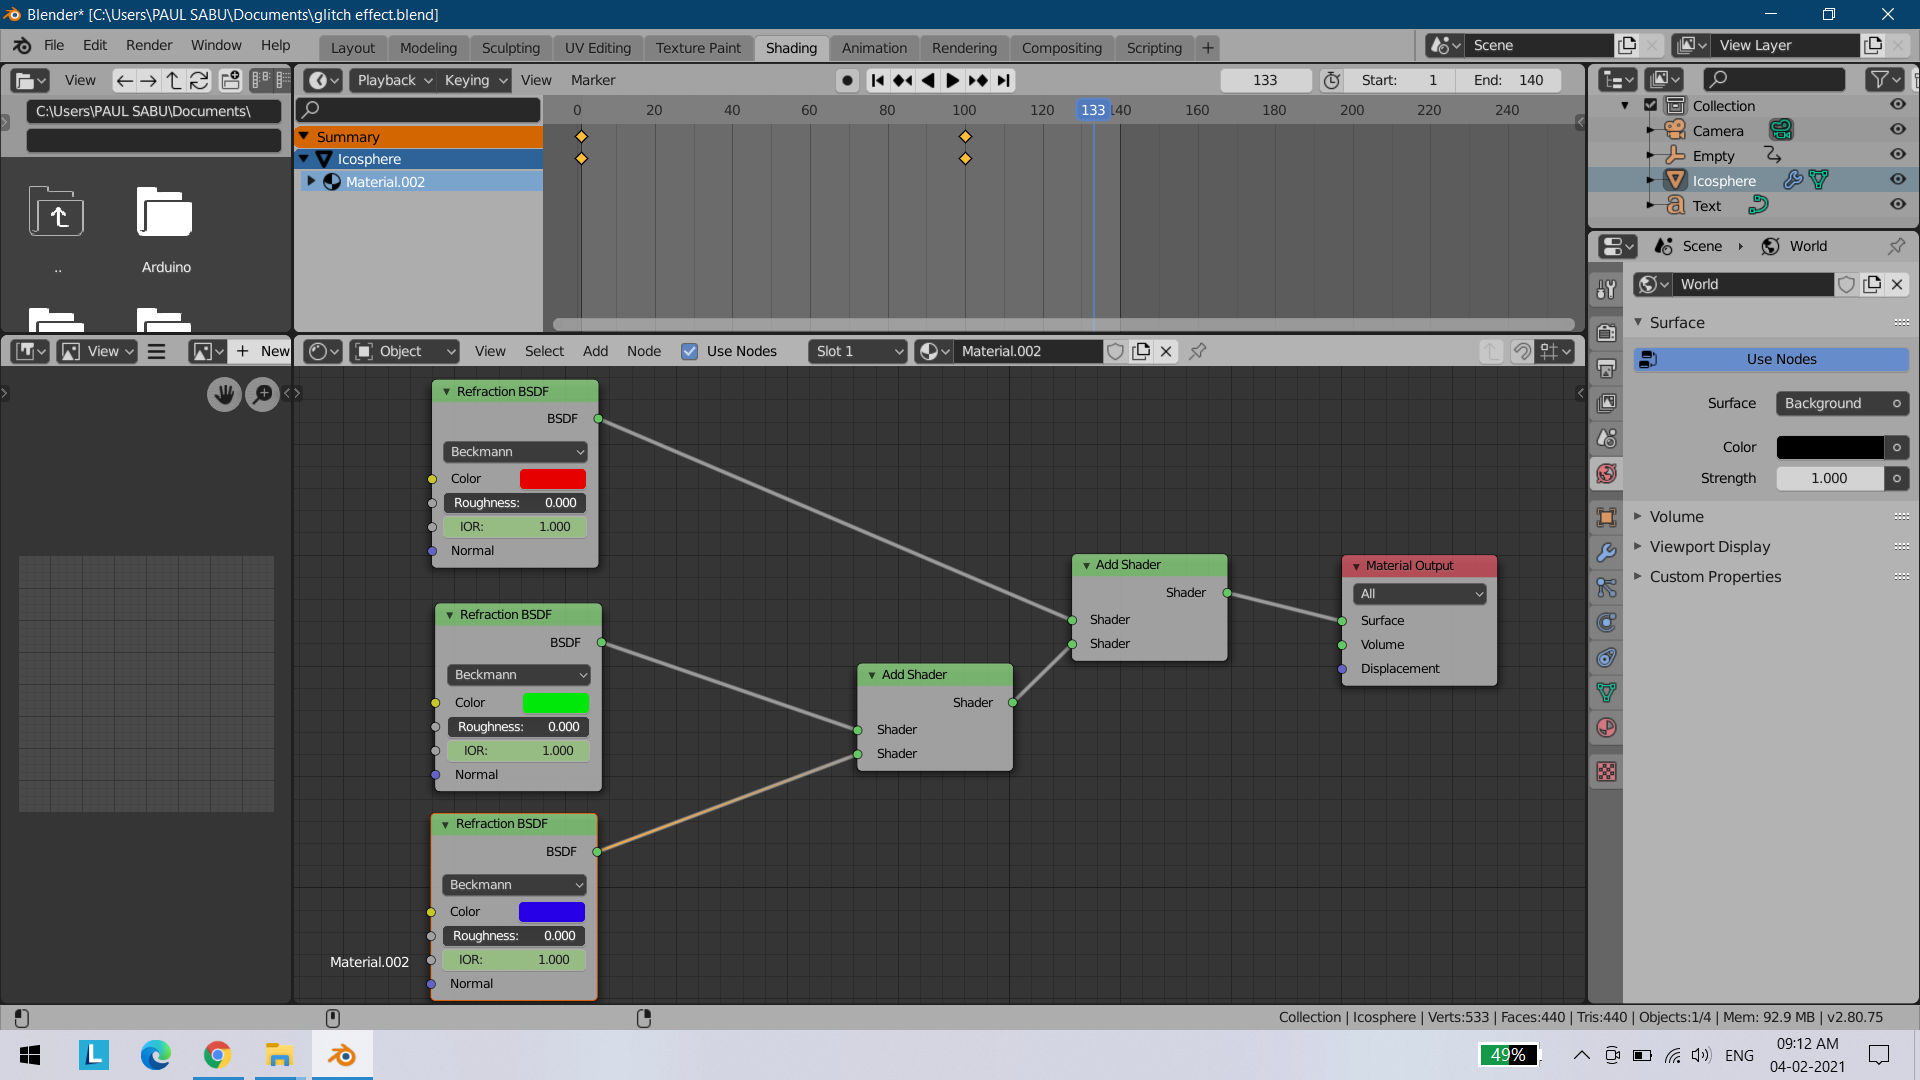 Blender* [C:\Users\PAUL SABU\Documents\glitch effect.blend]
File Edit Render Window Help Layout Modeling Sculpting UV Editing Texture Paint Shading Animation Rendering Compositing Scripting + Scene View Layer
View Playback Keying View Marker 133 Start: 1 End: 140
C:\Users\PAUL SABU\Documents\
0 20 40 60 80 100 120 133 140 160 180 200 220 240
Summary
Icosphere
Material.002
Collection
Camera
Empty
Icosphere
Text
..
Arduino
Scene World
World
Surface
Use Nodes
Surface Background
Color
Strength 1.000
Volume
Viewport Display
Custom Properties
View + New Object View Select Add Node Use Nodes Slot 1 Material.002
Refraction BSDF
BSDF
Beckmann
Color
Roughness: 0.000
IOR: 1.000
Normal
Refraction BSDF
BSDF
Beckmann
Color
Roughness: 0.000
IOR: 1.000
Normal
Refraction BSDF
BSDF
Beckmann
Color
Roughness: 0.000
IOR: 1.000
Normal
Material.002
Add Shader
Shader
Shader
Shader
Add Shader
Shader
Shader
Shader
Material Output
All
Surface
Volume
Displacement
Collection | Icosphere | Verts:533 | Faces:440 | Tris:440 | Objects:1/4 | Mem: 92.9 MB | v2.80.75
L
49%
ENG
09:12 AM
04-02-2021